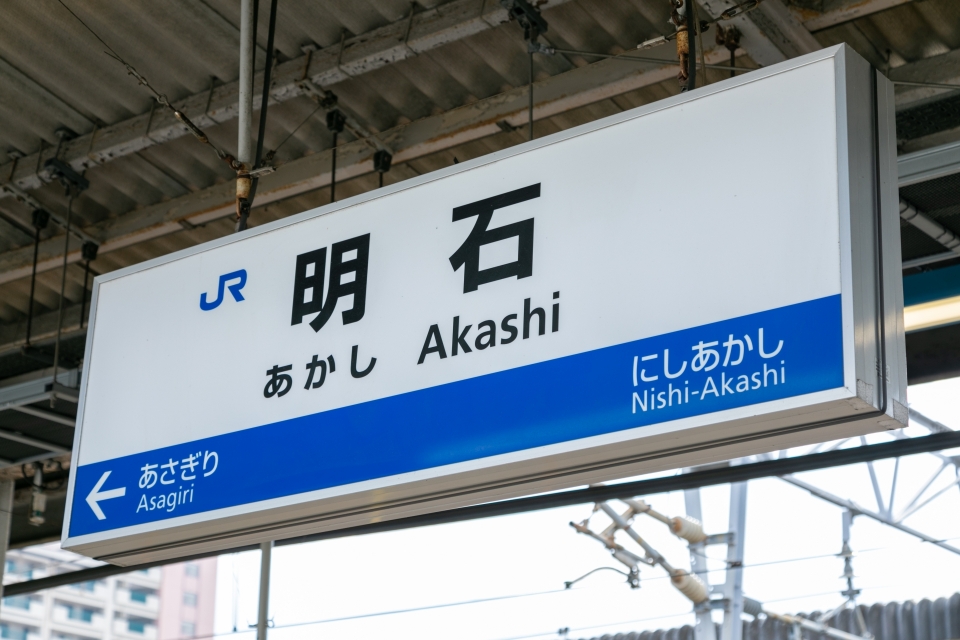 JR 明石
あかし Akashi
にしあかし
Nishi-Akashi
← あさぎり
Asagiri